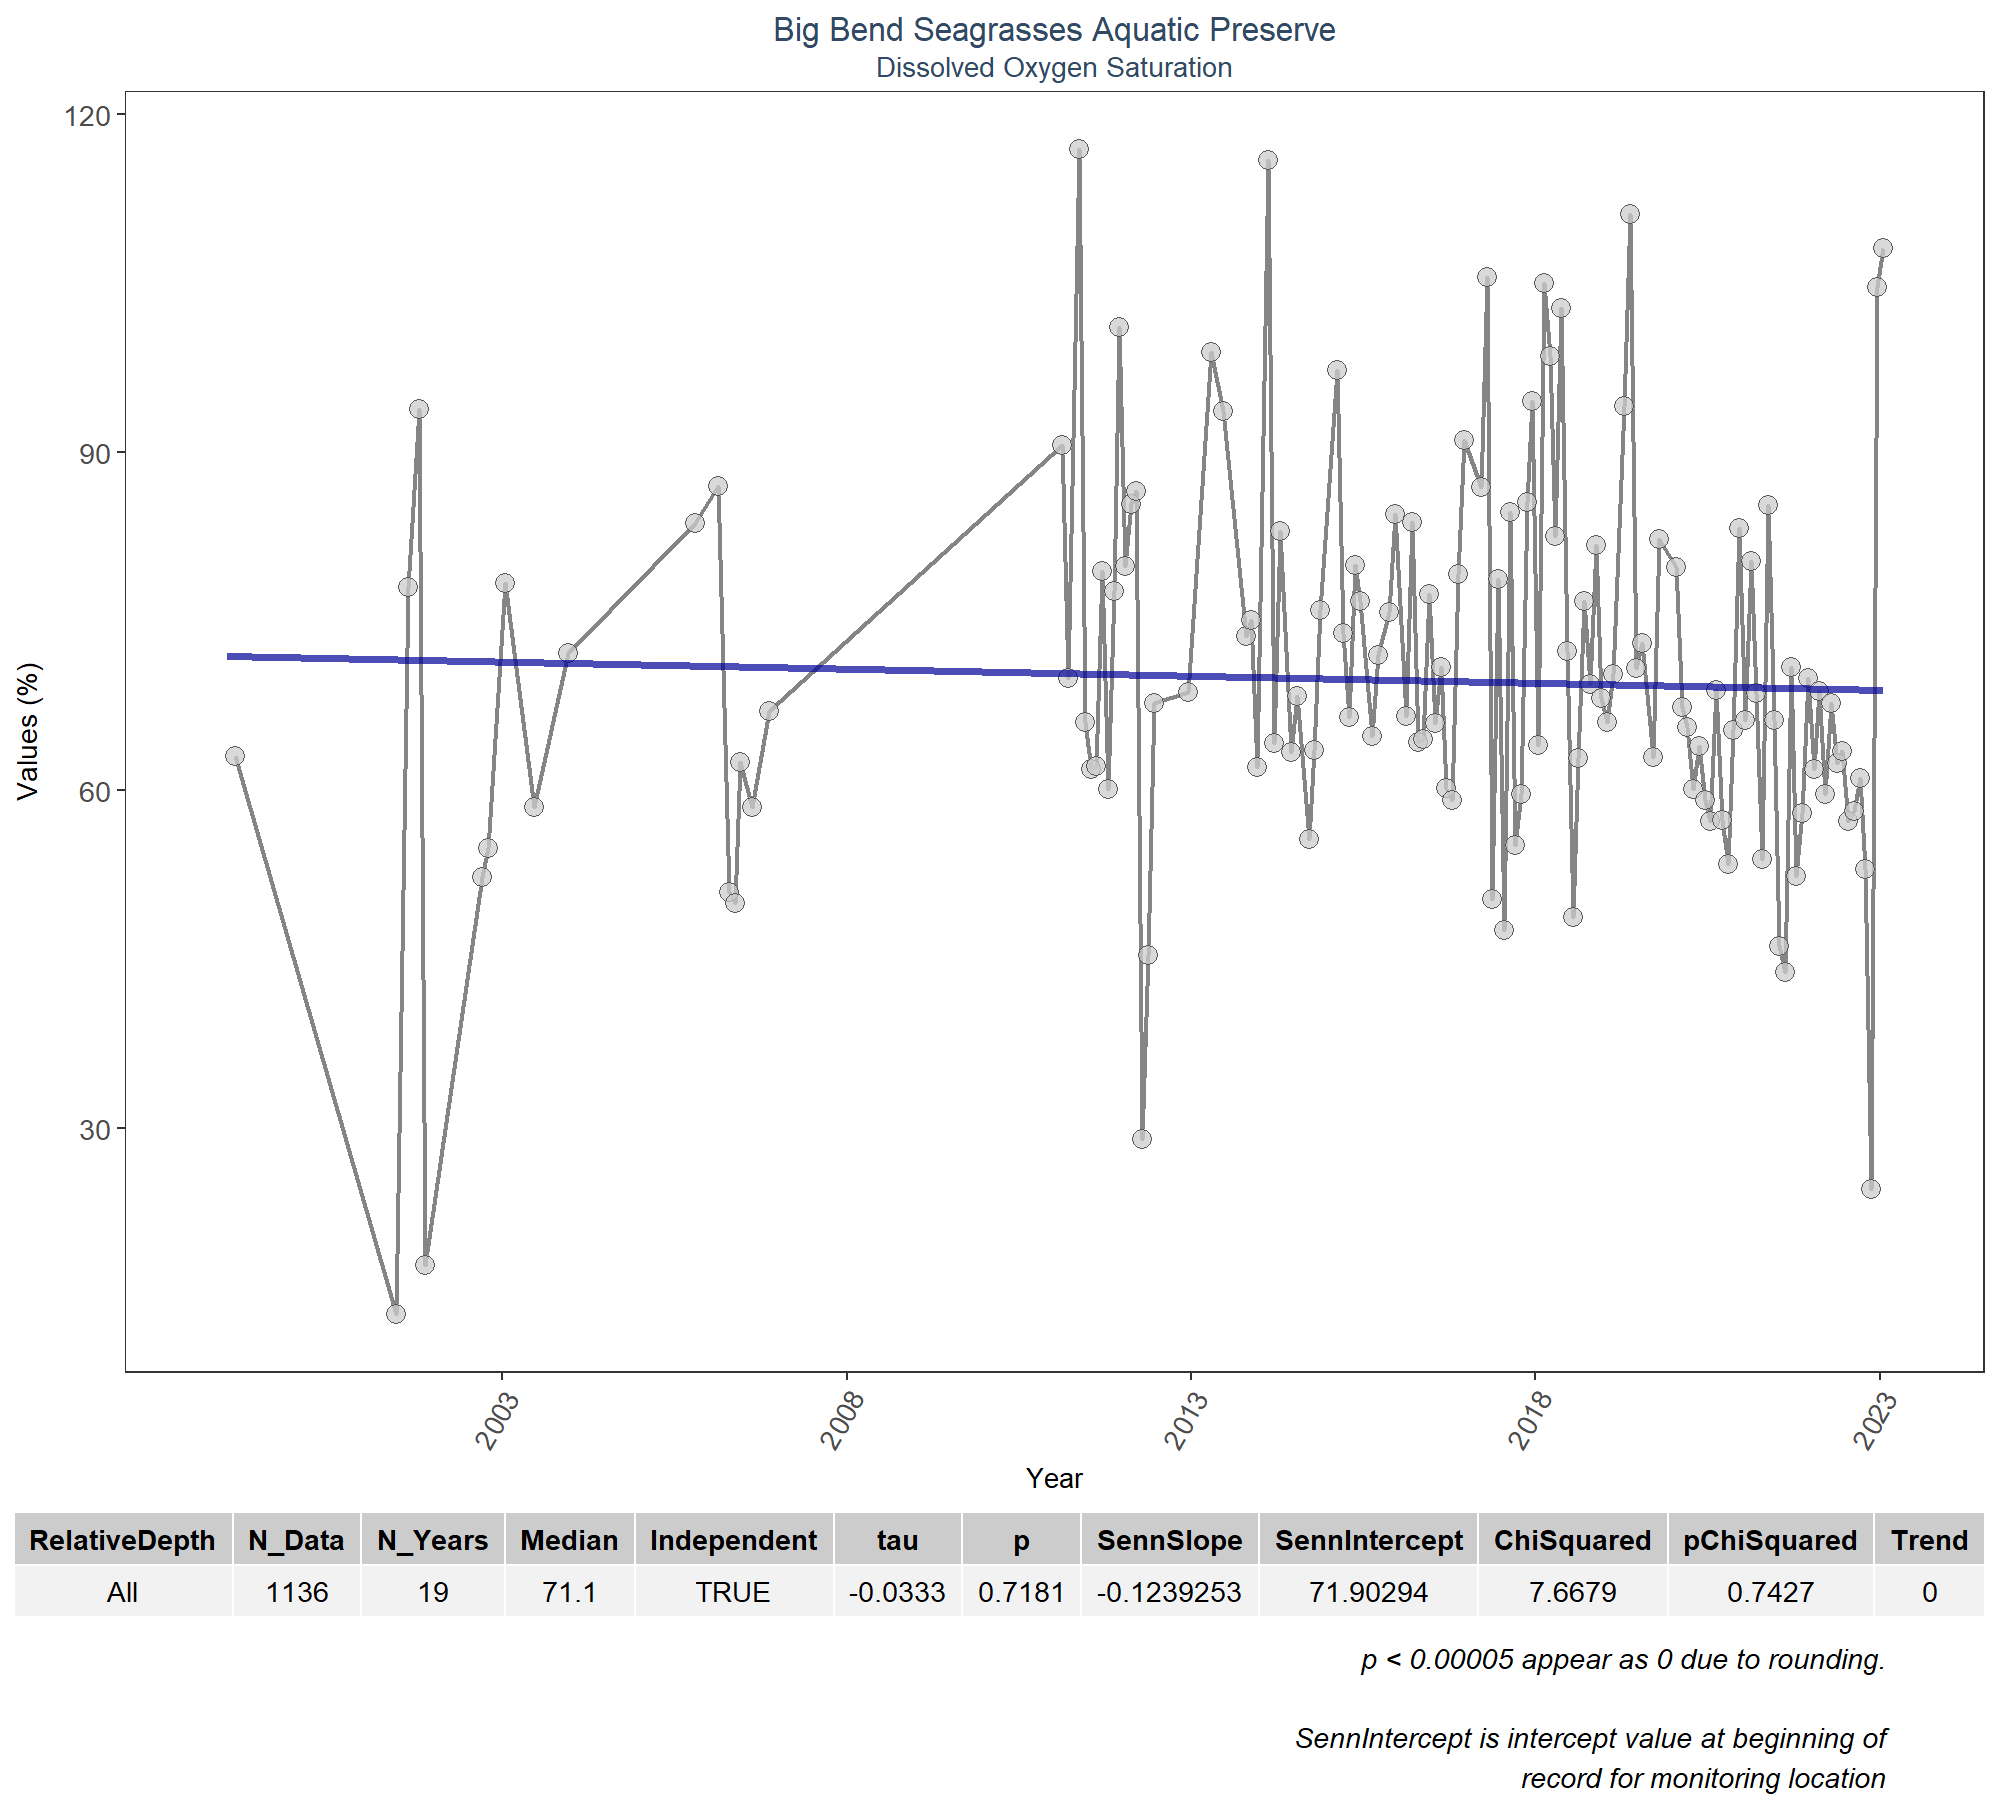 Big Bend Seagrasses Aquatic Preserve
Dissolved Oxygen Saturation
120
90
60
30
Values (%)
2003
2008
2013
2018
2023
Year
RelativeDepth N_Data N_Years Median Independent tau p SennSlope SennIntercept ChiSquared pChiSquared Trend
All 1136 19 71.1 TRUE -0.0333 0.7181 -0.1239253 71.90294 7.6679 0.7427 0
p < 0.00005 appear as 0 due to rounding.
SennIntercept is intercept value at beginning of
record for monitoring location